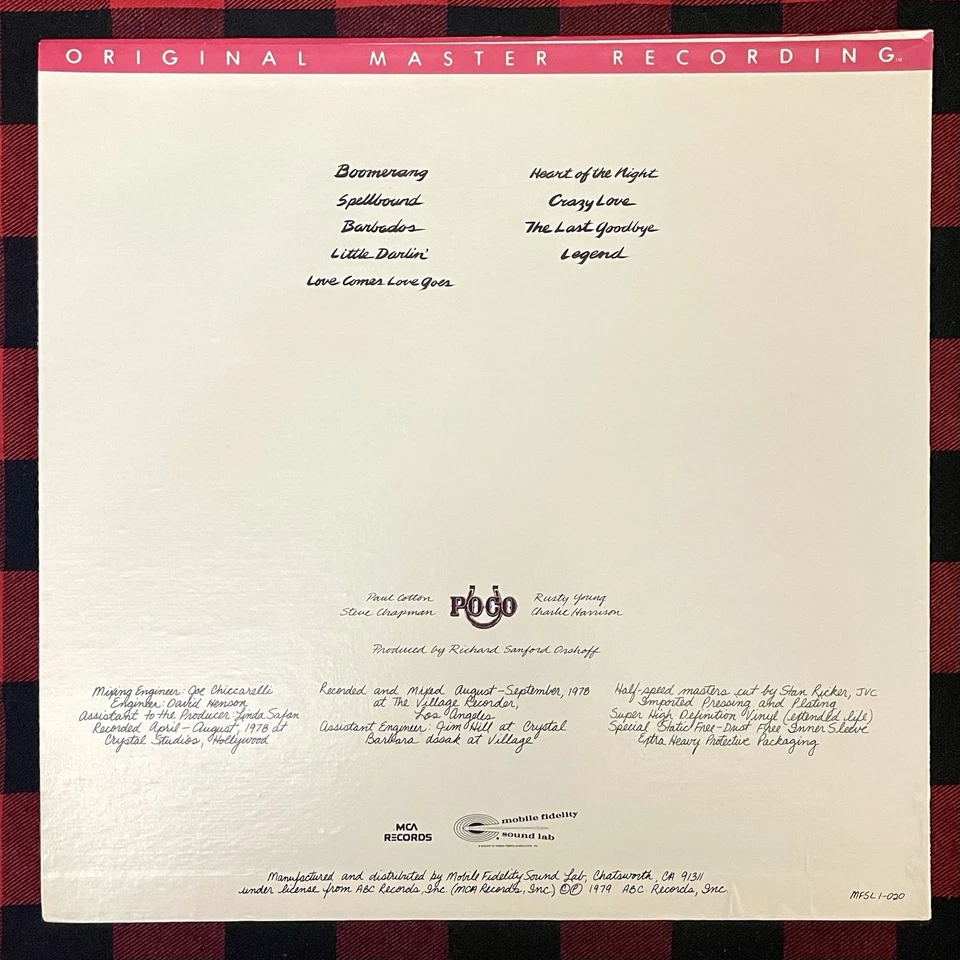 ORIGINAL MASTER RECORDING™
Boomerang
Spellbound
Barbados
Little Darlin'
Love Comes Love Goes
Heart of the Night
Crazy Love
The Last Goodbye
Legend
Paul Cotton
Steve Chapman
POCO
Rusty Young
Charlie Harrison
Produced by Richard Sanford Orshoff
Mixing Engineer: Joe Chiccarelli
Engineer: David Henson
Assistant to the Producer: Linda Safan
Recorded April – August, 1978 at
Crystal Studios, Hollywood
Recorded and Mixed August – September, 1978
at The Village Recorder,
Los Angeles
Assistant Engineer: Jim Hill at Crystal
Barbara Issak at Village
Half-speed masters cut by Stan Ricker, JVC
Imported Pressing and Plating
Super High Definition Vinyl (extended life)
Special Static Free-Dust Free Inner Sleeve
Extra Heavy Protective Packaging
MCA
RECORDS
mobile fidelity
sound lab
Manufactured and distributed by Mobile Fidelity Sound Lab, Chatsworth, CA 91311
under license from ABC Records, Inc (MCA Records, Inc.) ©℗ 1979 ABC Records, Inc
MFSL 1-020